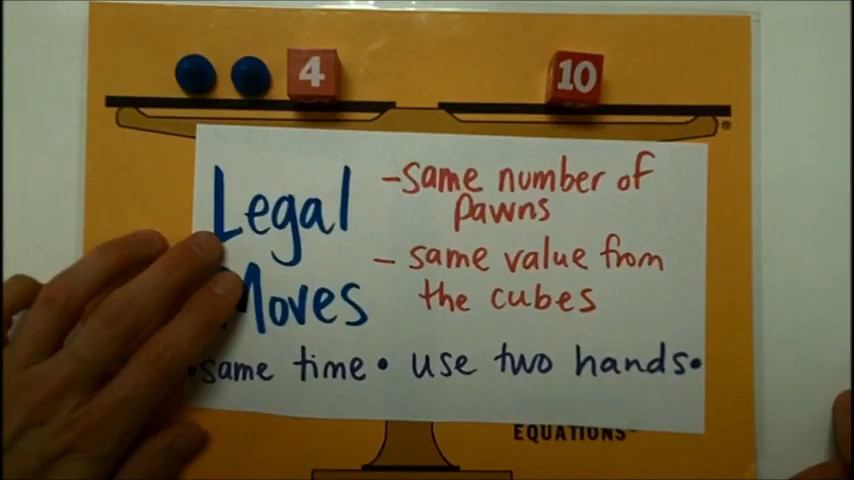 4
10
Legal
Moves
-same number of
pawns
- same value from
the cubes
•same time • use two hands•
EQUATIONS®